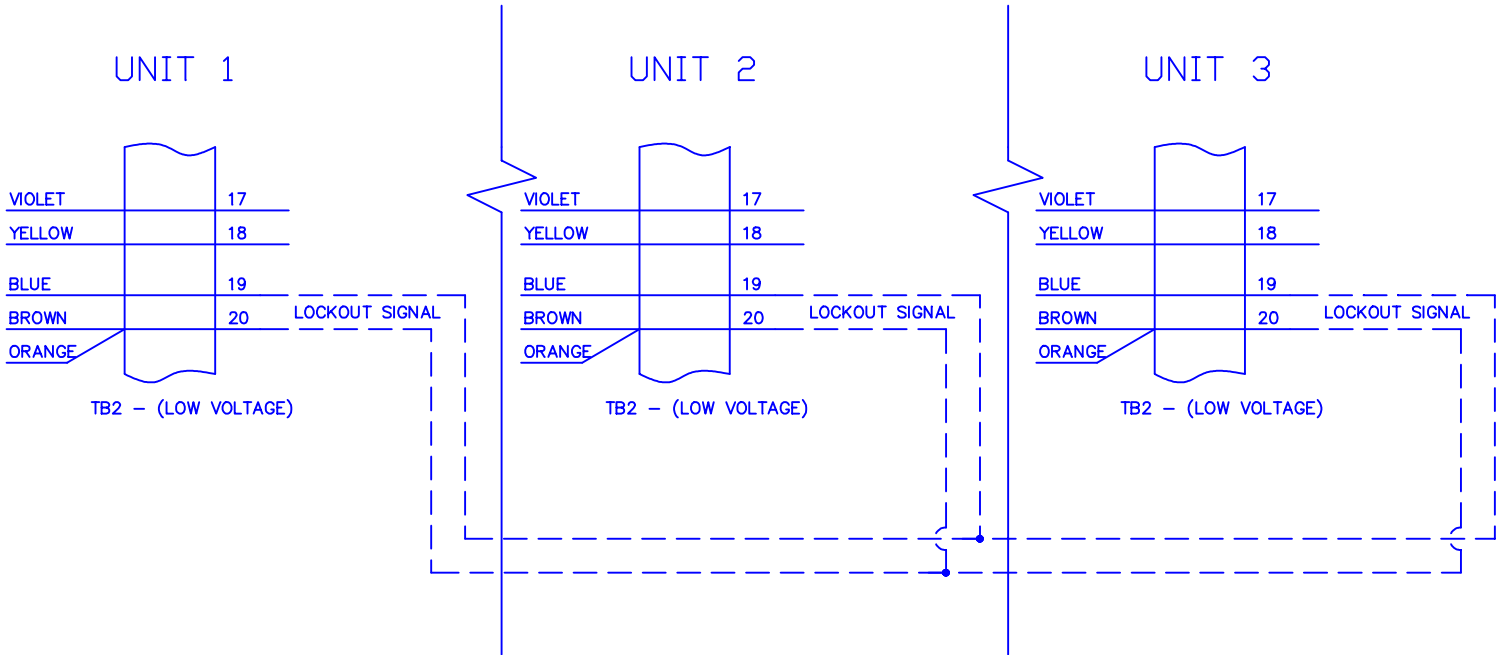 UNIT 1
VIOLET 17
YELLOW 18
BLUE 19
BROWN 20
LOCKOUT SIGNAL
ORANGE
TB2 - (LOW VOLTAGE)
UNIT 2
VIOLET 17
YELLOW 18
BLUE 19
BROWN 20
LOCKOUT SIGNAL
ORANGE
TB2 - (LOW VOLTAGE)
UNIT 3
VIOLET 17
YELLOW 18
BLUE 19
BROWN 20
LOCKOUT SIGNAL
ORANGE
TB2 - (LOW VOLTAGE)